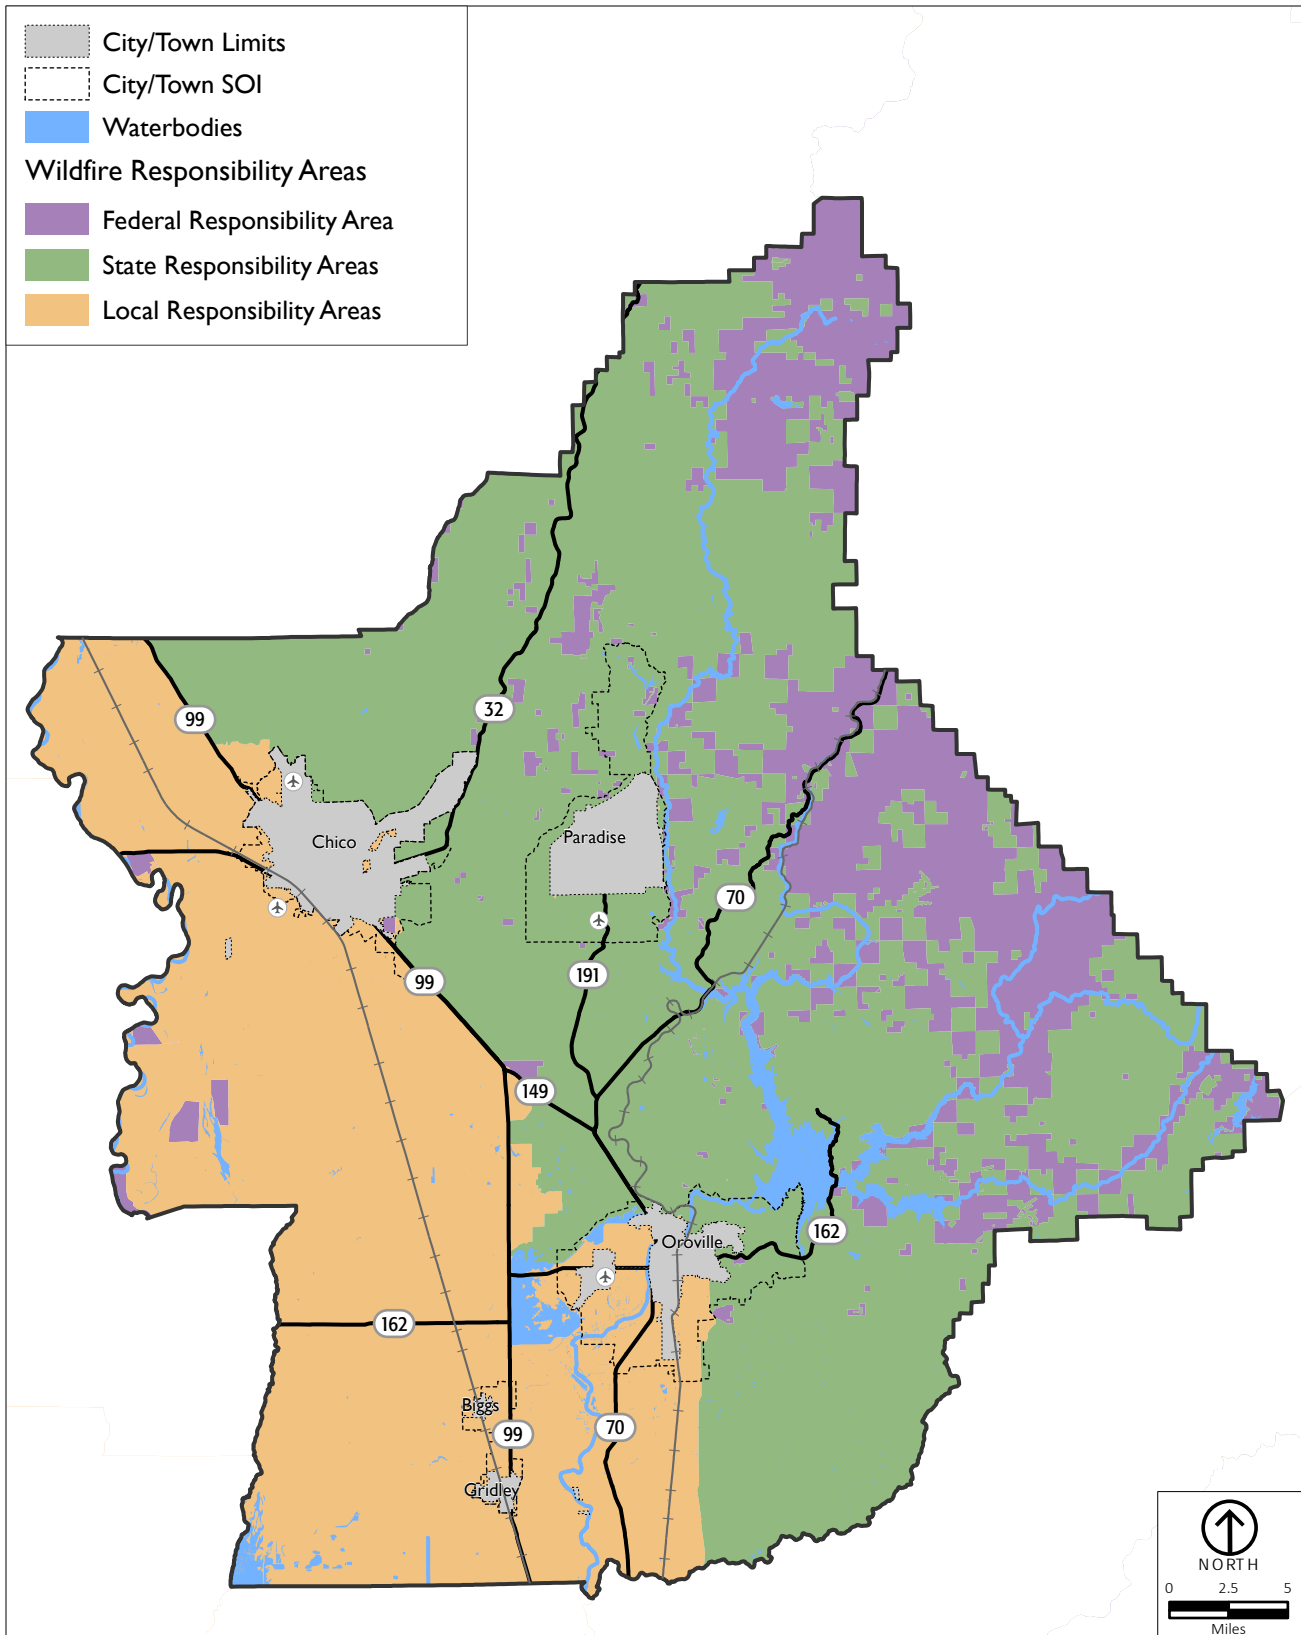 City/Town Limits
City/Town SOI
Waterbodies
Wildfire Responsibility Areas
Federal Responsibility Area
State Responsibility Areas
Local Responsibility Areas
99
32
Chico
Paradise
70
99
191
149
Oroville
162
162
Biggs
99
70
Gridley
NORTH
0 2.5 5
Miles